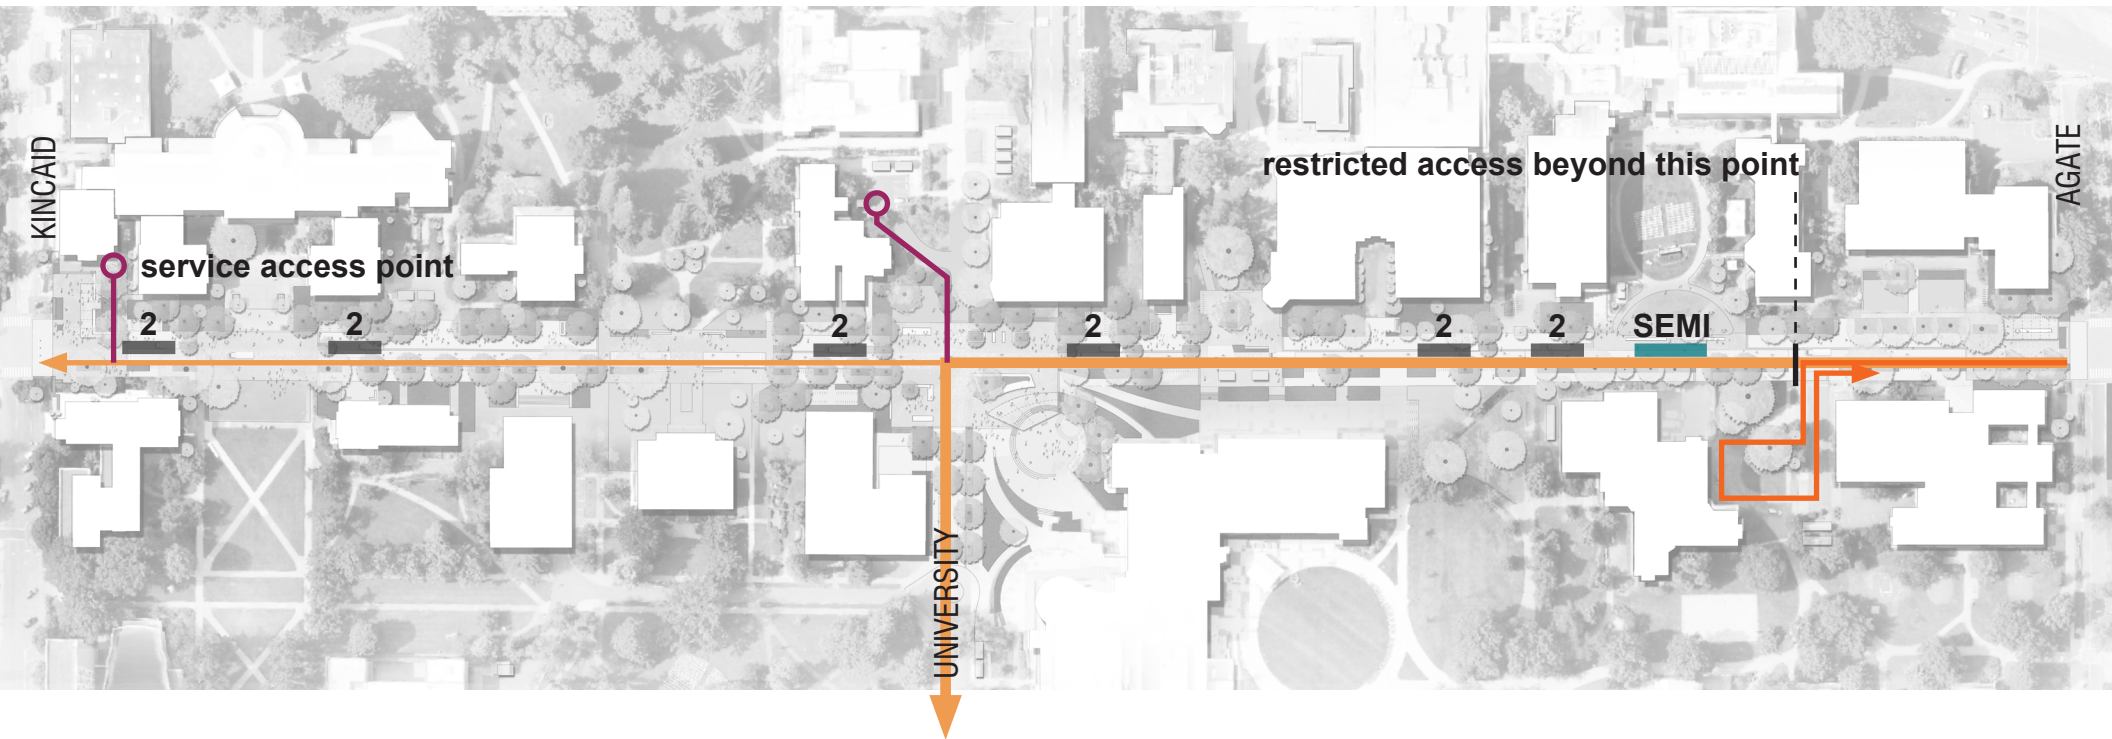 KINCAID
AGATE
restricted access beyond this point
service access point
2
2
2
2
2
2
SEMI
UNIVERSITY